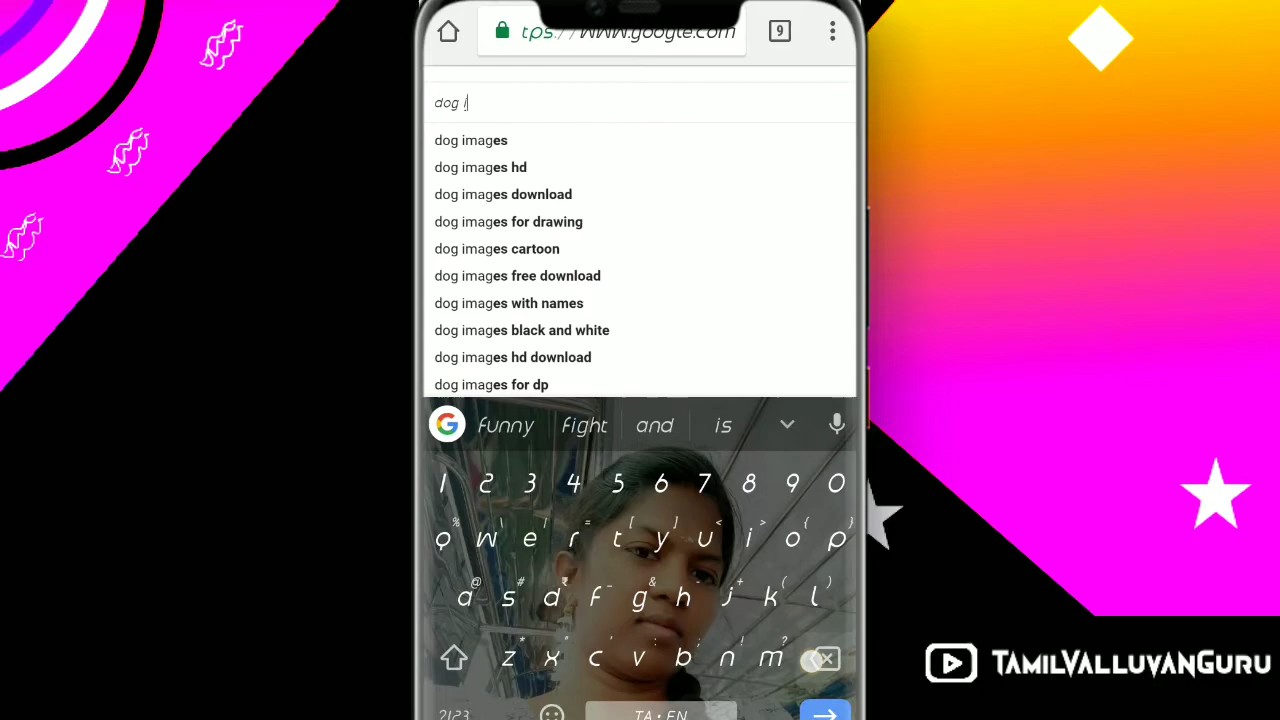 tps://WWW.google.com
9
dog i
dog images
dog images hd
dog images download
dog images for drawing
dog images cartoon
dog images free download
dog images with names
dog images black and white
dog images hd download
dog images for dp
funny fight and is
1 2 3 4 5 6 7 8 9 0
% \ | = [ ] < > { }
q w e r t y u i o p
@ # ₹ - & _ + ( )
a s d f g h j k l
* " ' : ; ! ?
z x c v b n m
?123 TA • EN
TAMILVALLUVANGURU